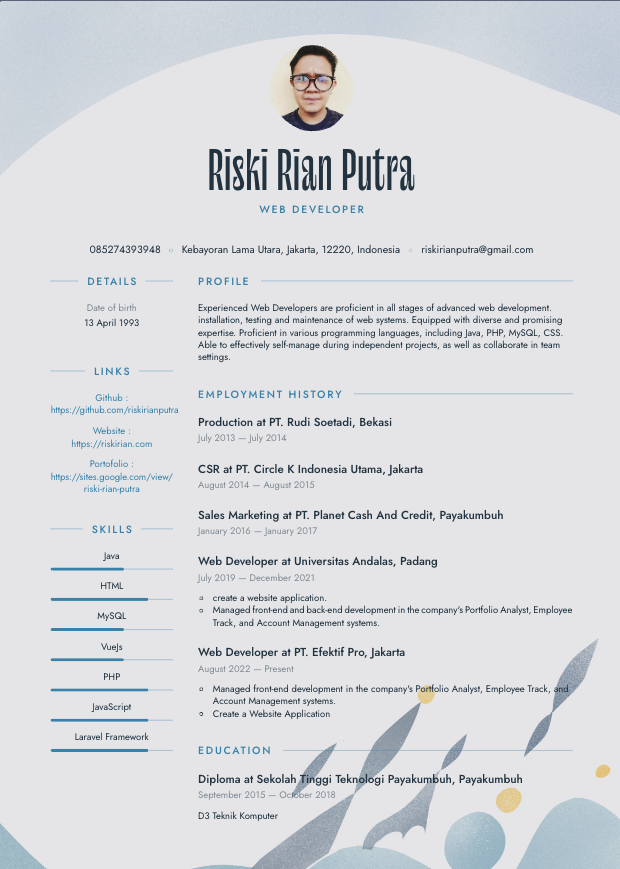 Riski Rian Putra
WEB DEVELOPER
085274393948 Kebayoran Lama Utara, Jakarta, 12220, Indonesia riskirianputra@gmail.com
DETAILS
Date of birth
13 April 1993
LINKS
Github :
https://github.com/riskirianputra
Website :
https://riskirian.com
Portofolio :
https://sites.google.com/view/
riski-rian-putra
SKILLS
Java
HTML
MySQL
VueJs
PHP
JavaScript
Laravel Framework
PROFILE
Experienced Web Developers are proficient in all stages of advanced web development.
installation, testing and maintenance of web systems. Equipped with diverse and promising
expertise. Proficient in various programming languages, including Java, PHP, MySQL, CSS.
Able to effectively self-manage during independent projects, as well as collaborate in team
settings.
EMPLOYMENT HISTORY
Production at PT. Rudi Soetadi, Bekasi
July 2013 — July 2014
CSR at PT. Circle K Indonesia Utama, Jakarta
August 2014 — August 2015
Sales Marketing at PT. Planet Cash And Credit, Payakumbuh
January 2016 — January 2017
Web Developer at Universitas Andalas, Padang
July 2019 — December 2021
create a website application.
Managed front-end and back-end development in the company's Portfolio Analyst, Employee
Track, and Account Management systems.
Web Developer at PT. Efektif Pro, Jakarta
August 2022 — Present
Managed front-end development in the company's Portfolio Analyst, Employee Track, and
Account Management systems.
Create a Website Application
EDUCATION
Diploma at Sekolah Tinggi Teknologi Payakumbuh, Payakumbuh
September 2015 — October 2018
D3 Teknik Komputer